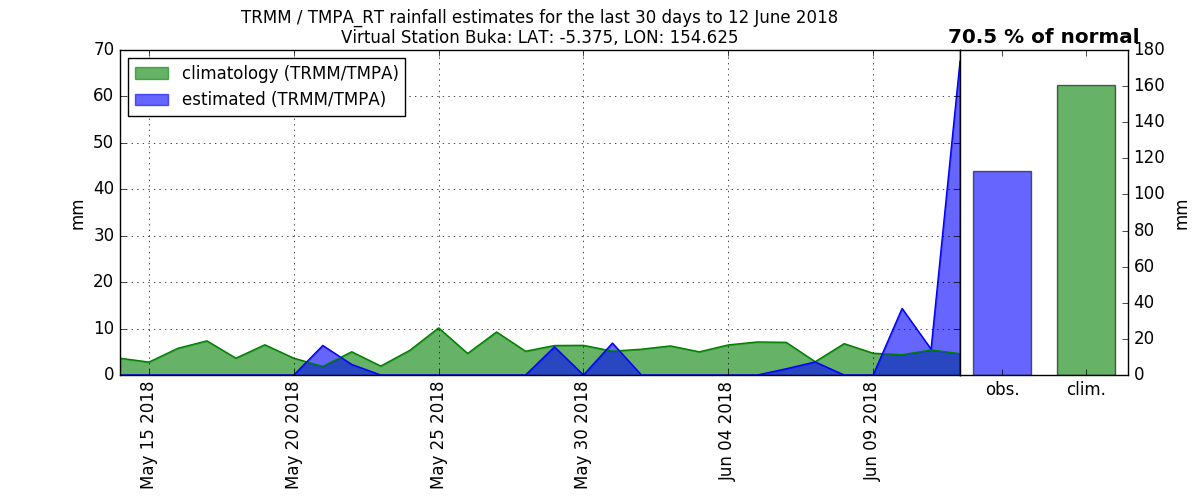 TRMM / TMPA_RT rainfall estimates for the last 30 days to 12 June 2018
Virtual Station Buka: LAT: -5.375, LON: 154.625
70.5 % of normal
climatology (TRMM/TMPA)
estimated (TRMM/TMPA)
mm
70
60
50
40
30
20
10
0
May 15 2018
May 20 2018
May 25 2018
May 30 2018
Jun 04 2018
Jun 09 2018
obs.
clim.
180
160
140
120
100
80
60
40
20
0
mm